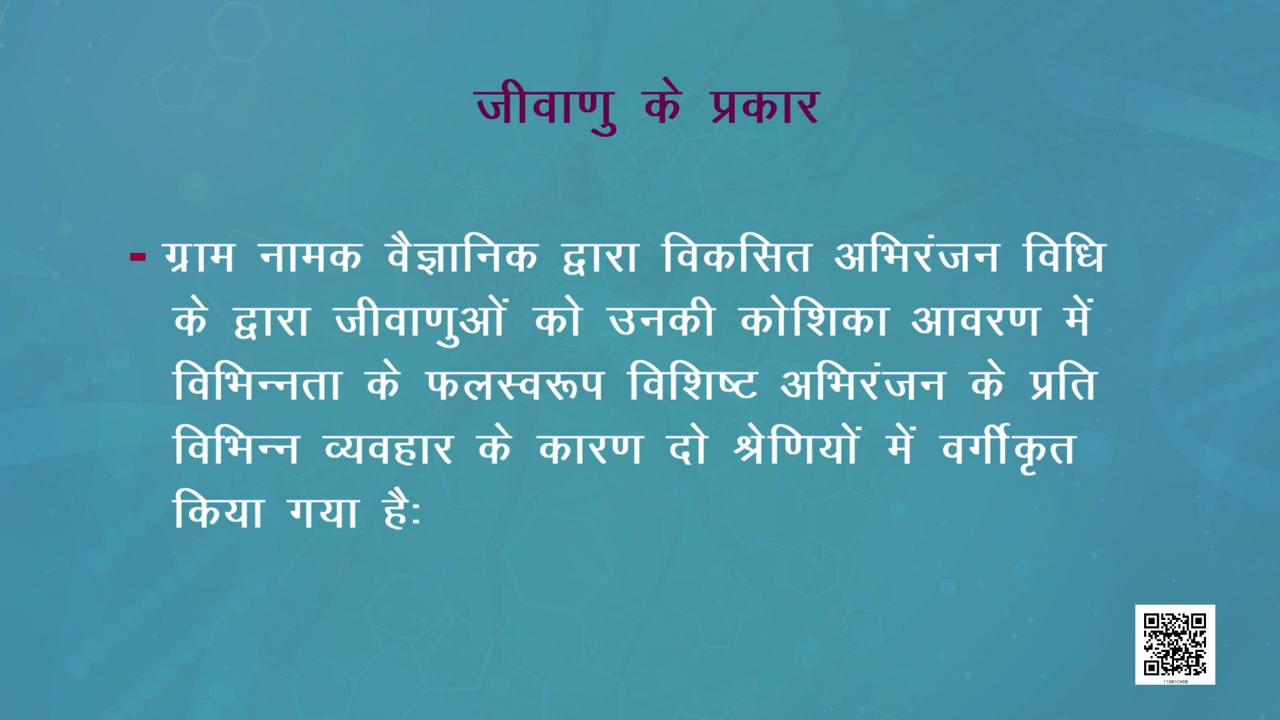 जीवाणु के प्रकार
- ग्राम नामक वैज्ञानिक द्वारा विकसित अभिरंजन विधि
के द्वारा जीवाणुओं को उनकी कोशिका आवरण में
विभिन्नता के फलस्वरूप विशिष्ट अभिरंजन के प्रति
विभिन्न व्यवहार के कारण दो श्रेणियों में वर्गीकृत
किया गया है: